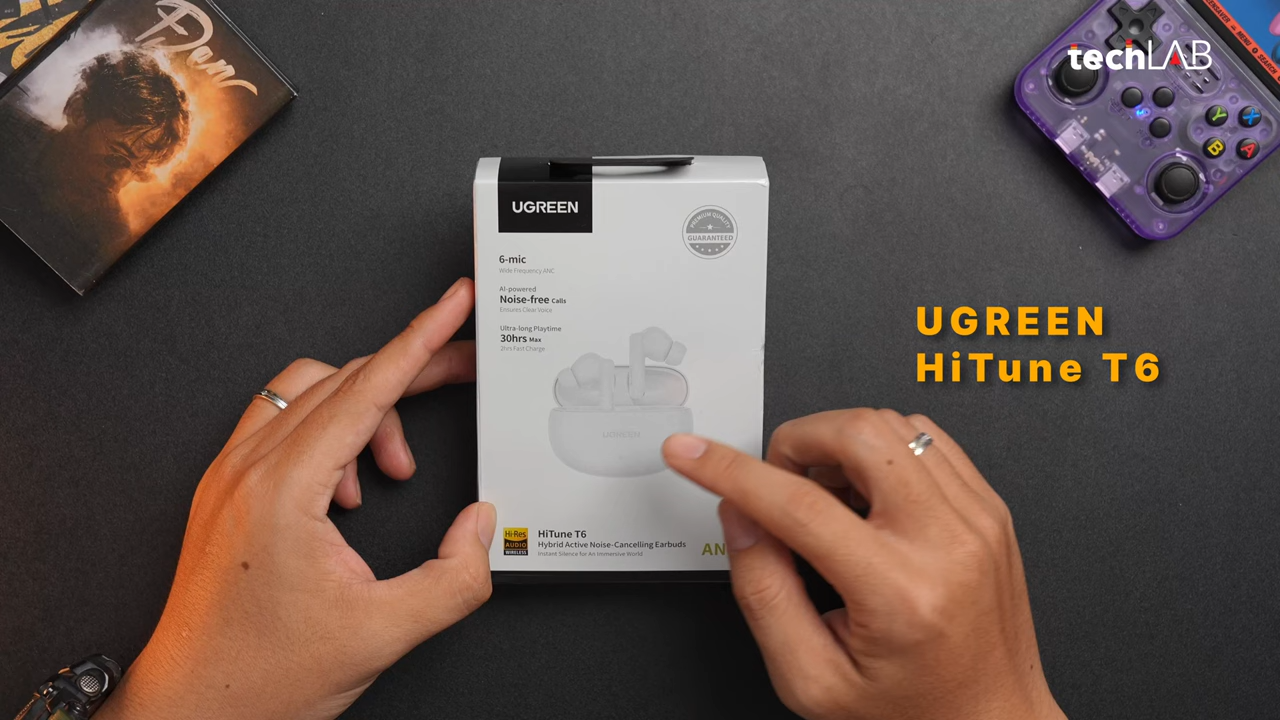 Den
techLAB
Y
X
B
A
UGREEN
PREMIUM QUALITY
GUARANTEED
6-mic
Wide Frequency ANC
AI-powered
Noise-free Calls
Ensures Clear Voice
Ultra-long Playtime
30hrs Max
2hrs Fast Charge
UGREEN
UGREEN
HiTune T6
Hi-Res
AUDIO
WIRELESS
HiTune T6
Hybrid Active Noise-Cancelling Earbuds
Instant Silence for An Immersive World
AN